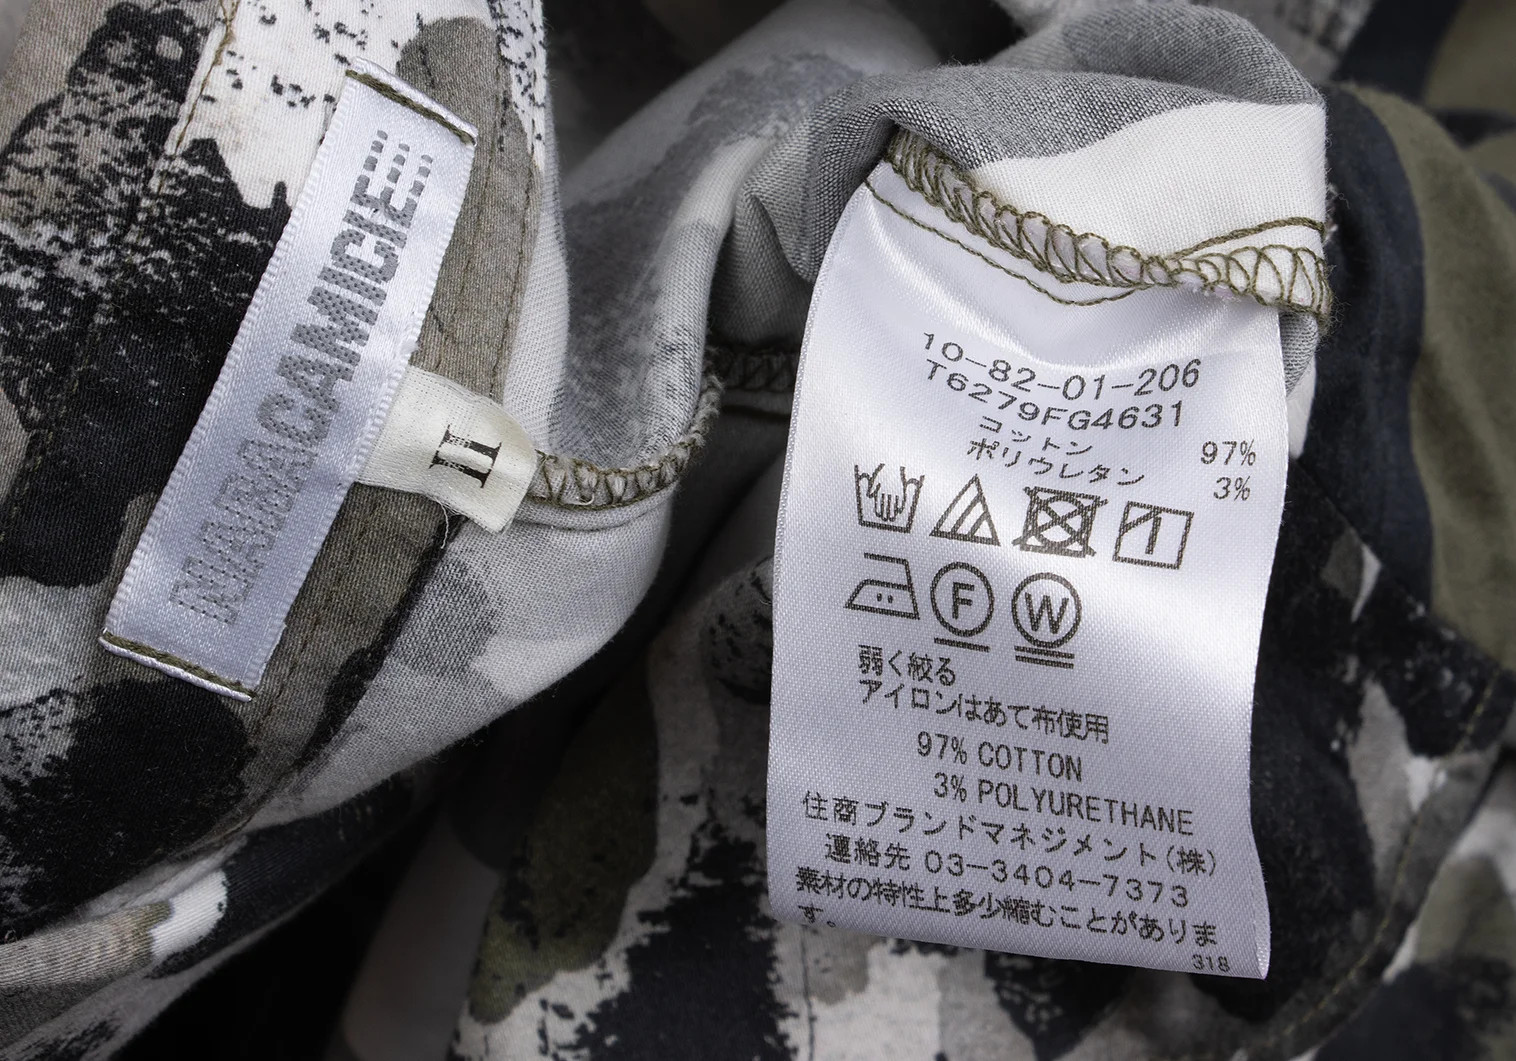 NARACAMICIE
II
10-82-01-206
T6279FG4631
コットン 97%
ポリウレタン 3%
1
F W
弱く絞る
アイロンはあて布使用
97% COTTON
3% POLYURETHANE
住商ブランドマネジメント(株)
連絡先 03-3404-7373
素材の特性上多少縮むことがありま
す。
318